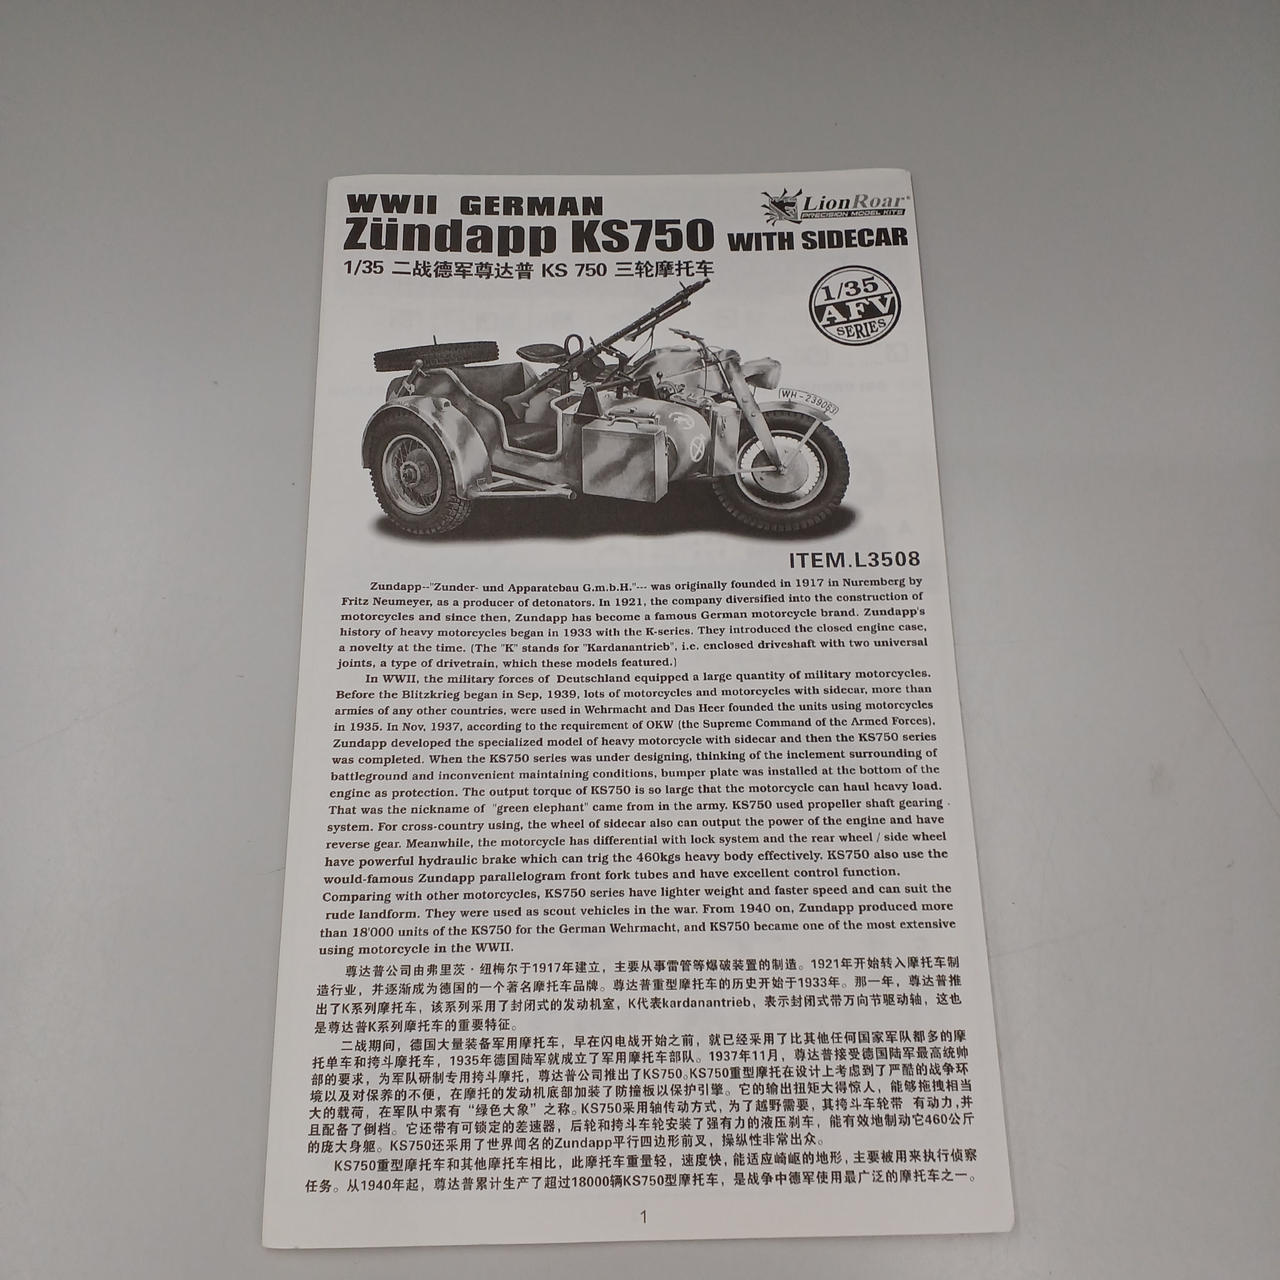 WWII GERMAN
LionRoar®
PRECISION MODEL KITS
Zündapp KS750 WITH SIDECAR
1/35 二战德军尊达普 KS 750 三轮摩托车
1/35
AFV
SERIES
WH-239063
ITEM.L3508
Zundapp--"Zunder- und Apparatebau G.m.b.H."--- was originally founded in 1917 in Nuremberg by
Fritz Neumeyer, as a producer of detonators. In 1921, the company diversified into the construction of
motorcycles and since then, Zundapp has become a famous German motorcycle brand. Zundapp's
history of heavy motorcycles began in 1933 with the K-series. They introduced the closed engine case,
a novelty at the time. (The "K" stands for "Kardanantrieb", i.e. enclosed driveshaft with two universal
joints, a type of drivetrain, which these models featured.)
In WWII, the military forces of Deutschland equipped a large quantity of military motorcycles.
Before the Blitzkrieg began in Sep, 1939, lots of motorcycles and motorcycles with sidecar, more than
armies of any other countries, were used in Wehrmacht and Das Heer founded the units using motorcycles
in 1935. In Nov, 1937, according to the requirement of OKW (the Supreme Command of the Armed Forces),
Zundapp developed the specialized model of heavy motorcycle with sidecar and then the KS750 series
was completed. When the KS750 series was under designing, thinking of the inclement surrounding of
battleground and inconvenient maintaining conditions, bumper plate was installed at the bottom of the
engine as protection. The output torque of KS750 is so large that the motorcycle can haul heavy load.
That was the nickname of "green elephant" came from in the army. KS750 used propeller shaft gearing
system. For cross-country using, the wheel of sidecar also can output the power of the engine and have
reverse gear. Meanwhile, the motorcycle has differential with lock system and the rear wheel / side wheel
have powerful hydraulic brake which can trig the 460kgs heavy body effectively. KS750 also use the
would-famous Zundapp parallelogram front fork tubes and have excellent control function.
Comparing with other motorcycles, KS750 series have lighter weight and faster speed and can suit the
rude landform. They were used as scout vehicles in the war. From 1940 on, Zundapp produced more
than 18'000 units of the KS750 for the German Wehrmacht, and KS750 became one of the most extensive
using motorcycle in the WWII.
尊达普公司由弗里茨·纽梅尔于1917年建立，主要从事雷管等爆破装置的制造。1921年开始转入摩托车制
造行业，并逐渐成为德国的一个著名摩托车品牌。尊达普重型摩托车的历史开始于1933年。那一年，尊达普推
出了K系列摩托车，该系列采用了封闭式的发动机室，K代表kardanantrieb，表示封闭式带万向节驱动轴，这也
是尊达普K系列摩托车的重要特征。
二战期间，德国大量装备军用摩托车，早在闪电战开始之前，就已经采用了比其他任何国家军队都多的摩
托单车和挎斗摩托车，1935年德国陆军就成立了军用摩托车部队。1937年11月，尊达普接受德国陆军最高统帅
部的要求，为军队研制专用挎斗摩托，尊达普公司推出了KS750。KS750重型摩托在设计上考虑到了严酷的战争环
境以及对保养的不便，在摩托的发动机底部加装了防撞板以保护引擎。它的输出扭矩大得惊人，能够拖拽相当
大的载荷，在军队中素有“绿色大象”之称。KS750采用轴传动方式，为了越野需要，其挎斗车轮带 有动力，并
且配备了倒档。它还带有可锁定的差速器，后轮和挎斗车轮安装了强有力的液压刹车，能有效地制动它460公斤
的庞大身躯。KS750还采用了世界闻名的Zundapp平行四边形前叉，操纵性非常出众。
KS750重型摩托车和其他摩托车相比，此摩托车重量轻，速度快，能适应崎岖的地形，主要被用来执行侦察
任务。从1940年起，尊达普累计生产了超过18000辆KS750型摩托车，是战争中德军使用最广泛的摩托车之一。
1